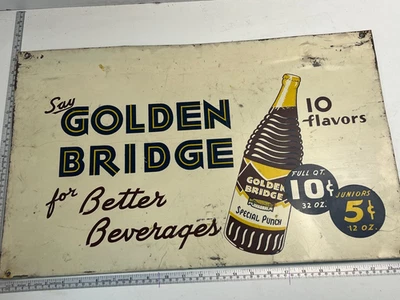 Say
GOLDEN
BRIDGE
for Better
Beverages
10
flavors
GOLDEN
BRIDGE
SPECIAL PUNCH
FULL QT.
10¢
32 OZ.
JUNIORS
5¢
12 OZ.